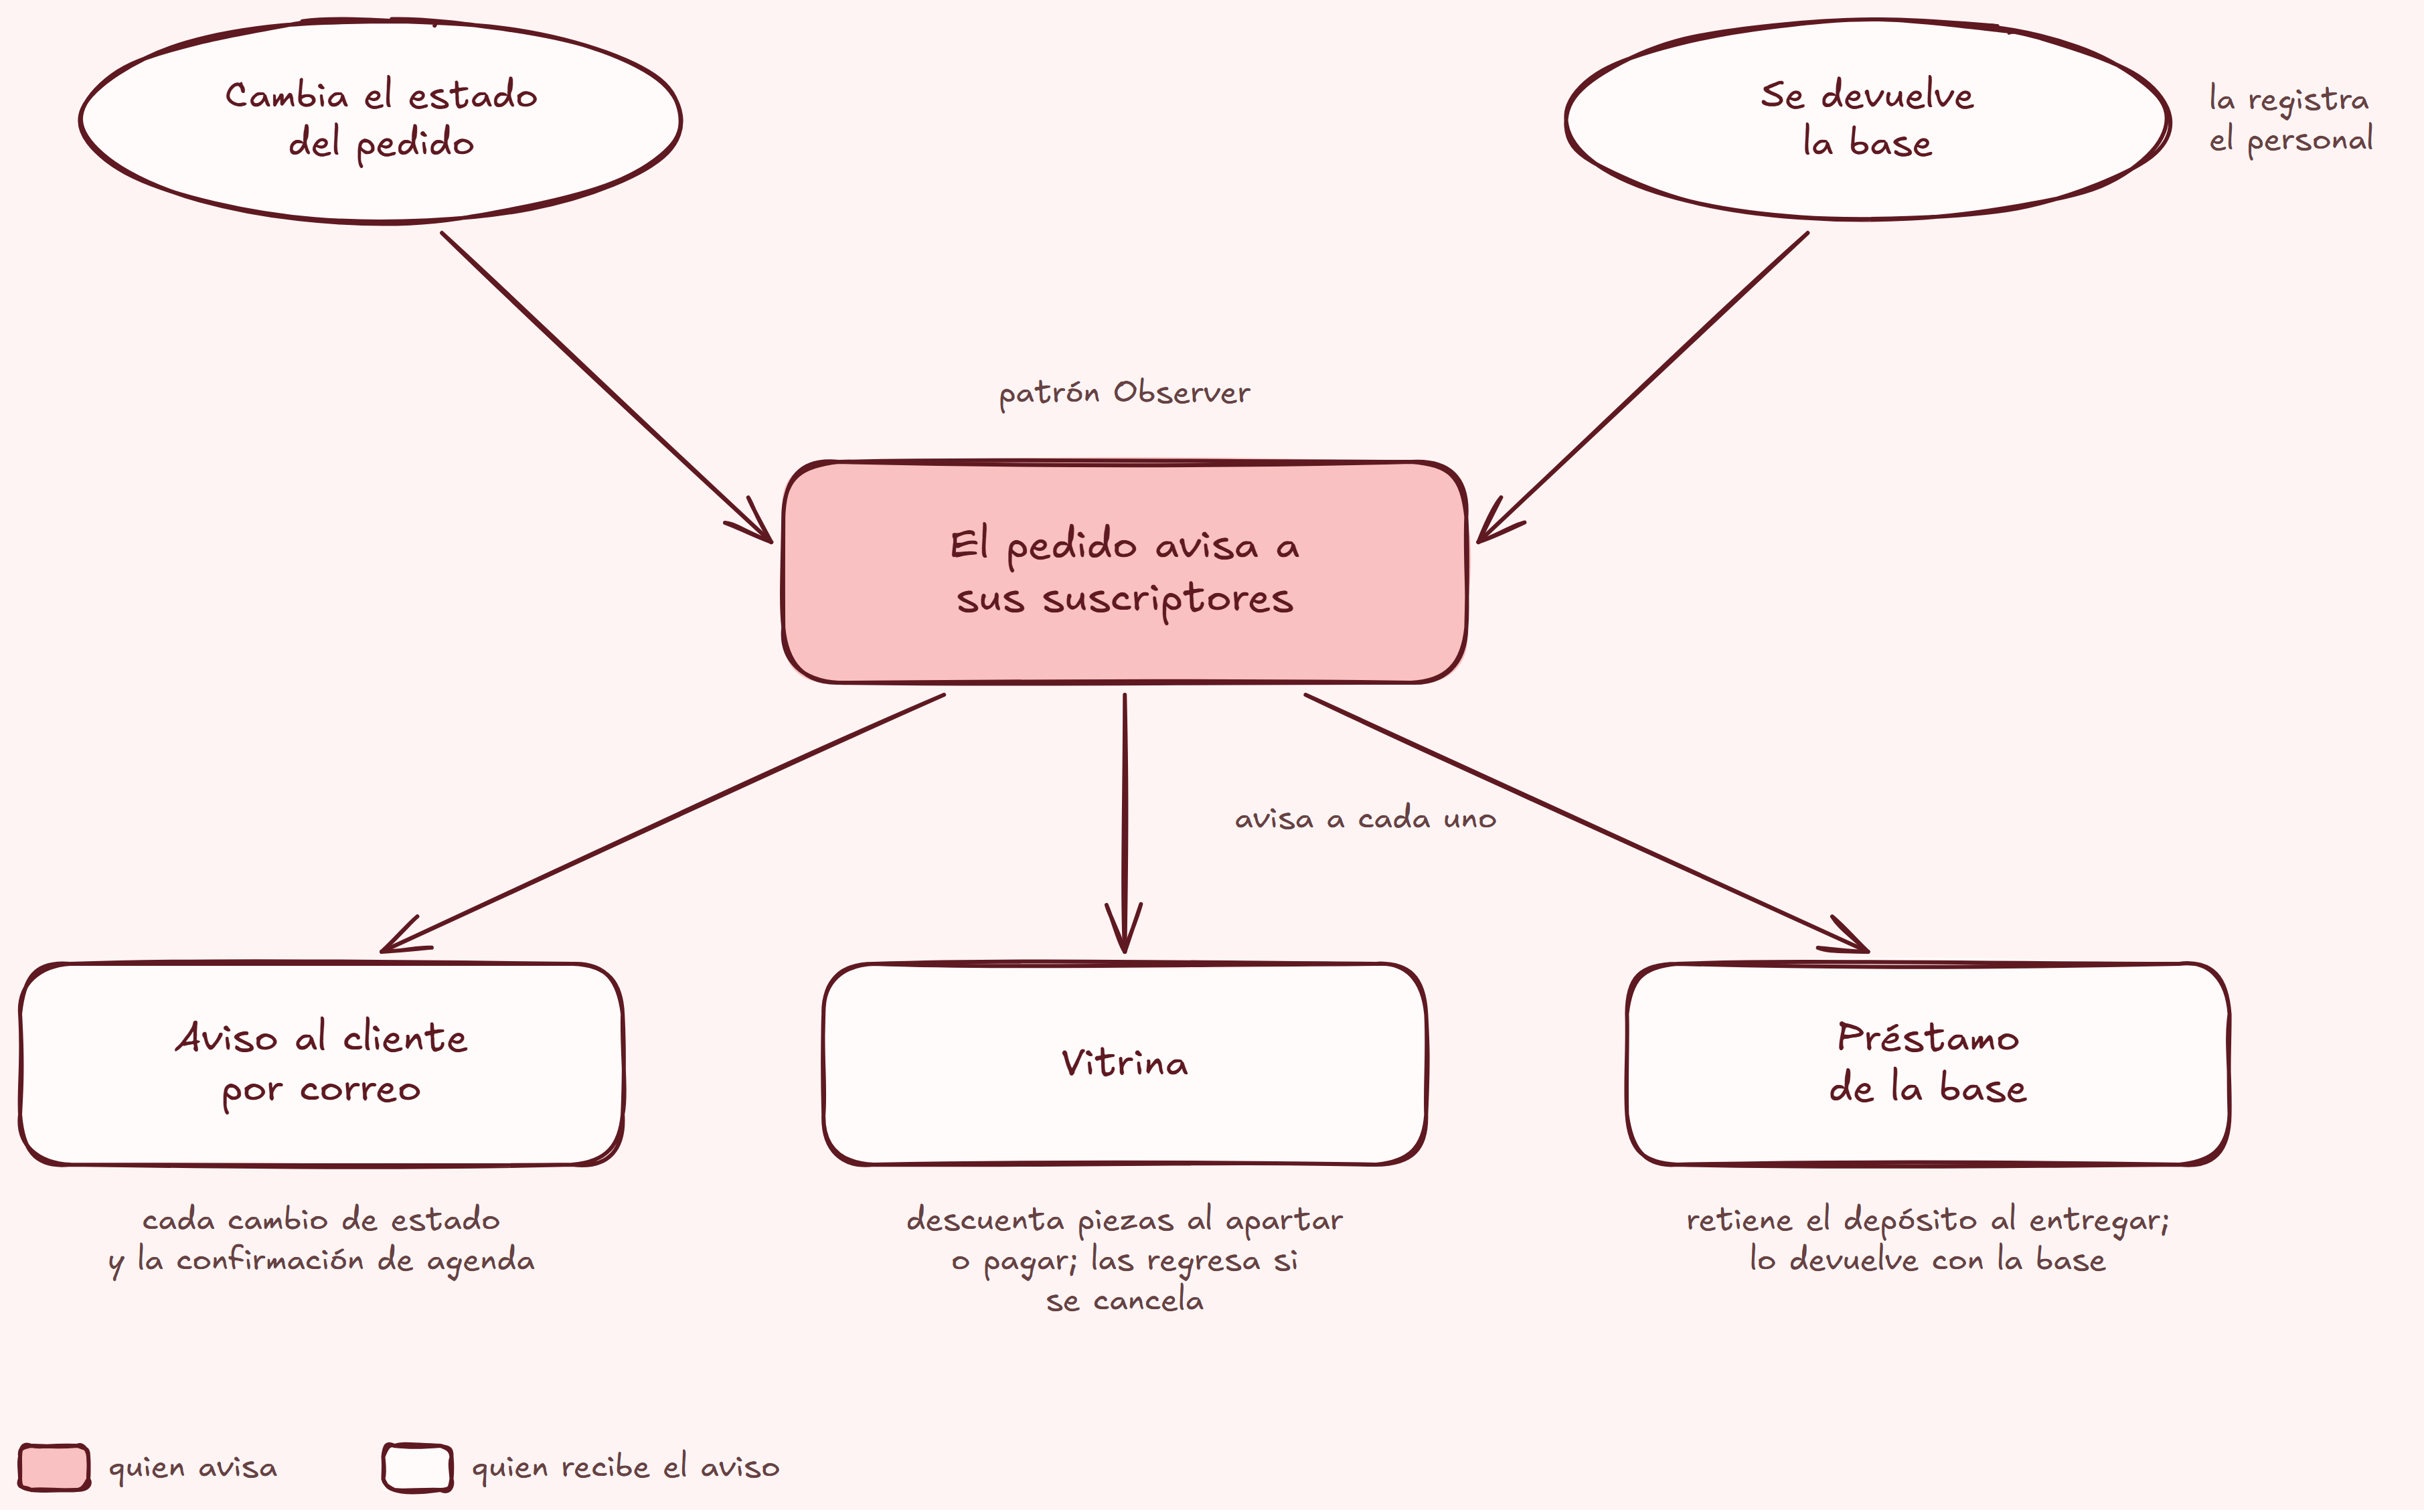 Cambia el estado
del pedido
Se devuelve
la base
la registra
el personal
patrón Observer
El pedido avisa a
sus suscriptores
avisa a cada uno
Aviso al cliente
por correo
Vitrina
Préstamo
de la base
cada cambio de estado
y la confirmación de agenda
descuenta piezas al apartar
o pagar; las regresa si
se cancela
retiene el depósito al entregar;
lo devuelve con la base
quien avisa
quien recibe el aviso